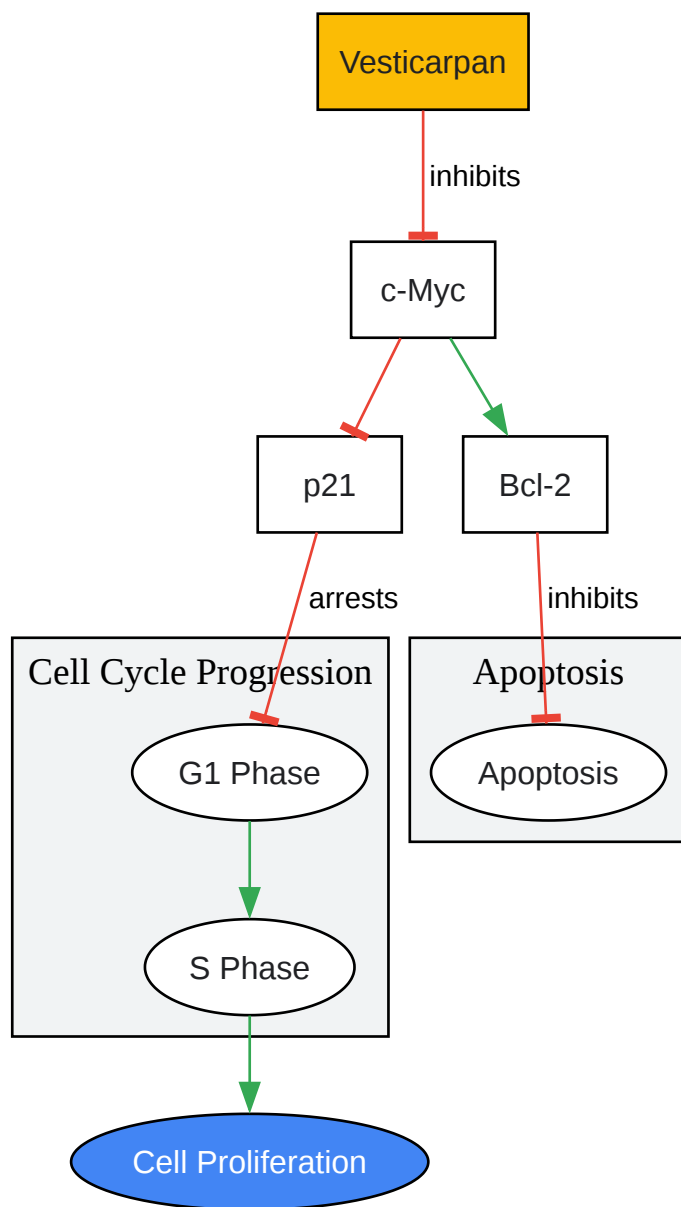 Vesticarpan
inhibits
c-Myc
p21
Bcl-2
arrests
inhibits
Cell Cycle Progression
Apoptosis
G1 Phase
Apoptosis
S Phase
Cell Proliferation